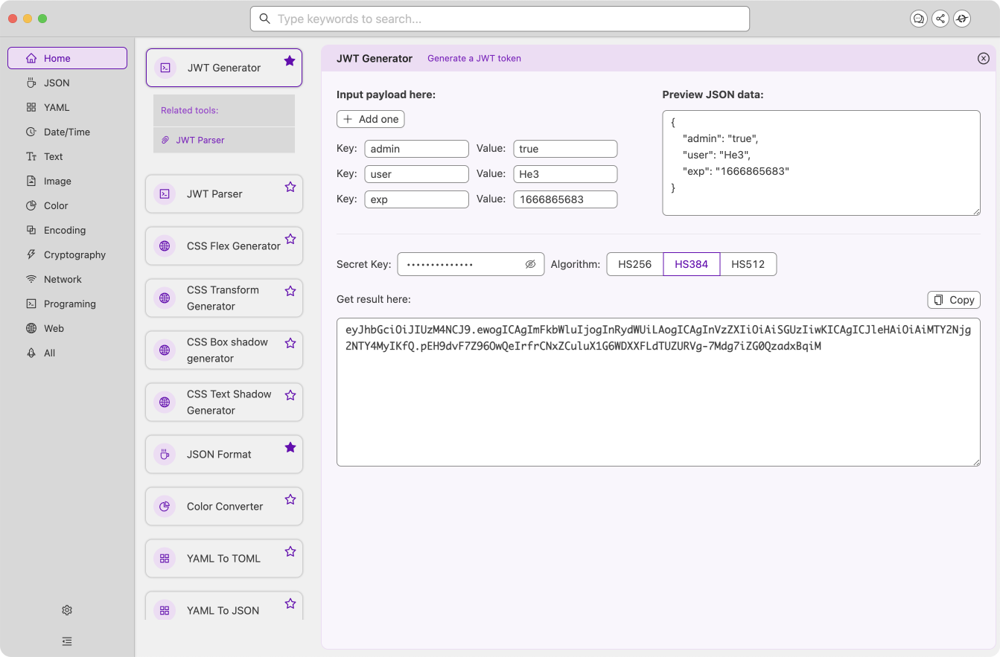 Type keywords to search...
Home
JSON
YAML
Date/Time
Text
Image
Color
Encoding
Cryptography
Network
Programing
Web
All
JWT Generator
Related tools:
JWT Parser
JWT Parser
CSS Flex Generator
CSS Transform
Generator
CSS Box shadow
generator
CSS Text Shadow
Generator
JSON Format
Color Converter
YAML To TOML
YAML To JSON
JWT Generator Generate a JWT token
Input payload here:
Add one
Key: admin Value: true
Key: user Value: He3
Key: exp Value: 1666865683
Preview JSON data:
{
"admin": "true",
"user": "He3",
"exp": "1666865683"
}
Secret Key: •••••••••••••• Algorithm: HS256 HS384 HS512
Get result here:
Copy
eyJhbGciOiJIUzM4NCJ9.ewogICAgImFkbWluIjogInRydWUiLAogICAgInVzZXIiOiAiSGUzIiwKICAgICJleHAiOiAiMTY2Njg
2NTY4MyIKfQ.pEH9dvF7Z96OwQeIrfrCNxZCuluX1G6WDXXFLdTUZURVg-7Mdg7iZG0QzadxBqiM